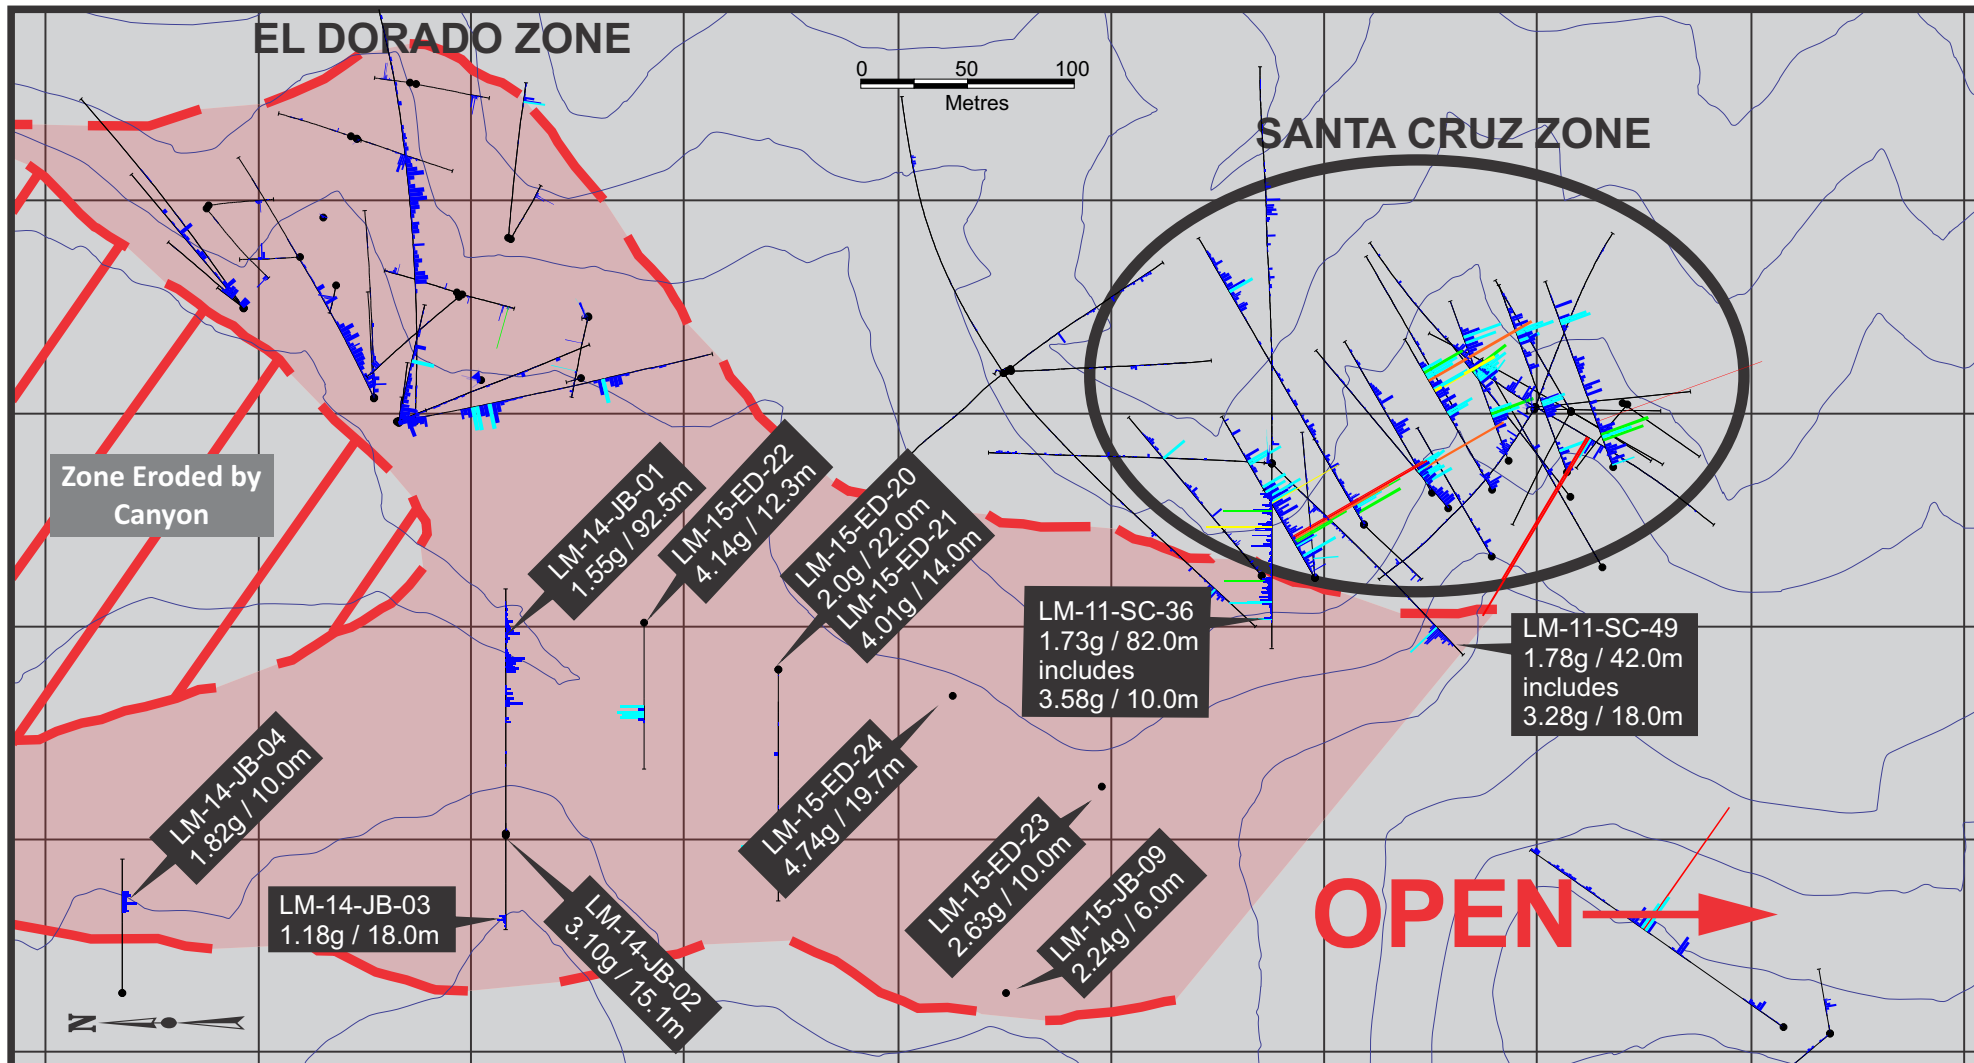 EL DORADO ZONE
0 50 100
Metres
SANTA CRUZ ZONE
Zone Eroded by
Canyon
LM-14-JB-01
1.55g / 92.5m
LM-15-ED-22
4.14g / 12.3m
LM-15-ED-20
2.0g / 22.0m
LM-15-ED-21
4.01g / 14.0m
LM-11-SC-36
1.73g / 82.0m
includes
3.58g / 10.0m
LM-11-SC-49
1.78g / 42.0m
includes
3.28g / 18.0m
LM-14-JB-04
1.82g / 10.0m
LM-15-ED-24
4.74g / 19.7m
LM-15-ED-23
2.63g / 10.0m
LM-15-JB-09
2.24g / 6.0m
LM-14-JB-03
1.18g / 18.0m
LM-14-JB-02
3.10g / 15.1m
OPEN
N